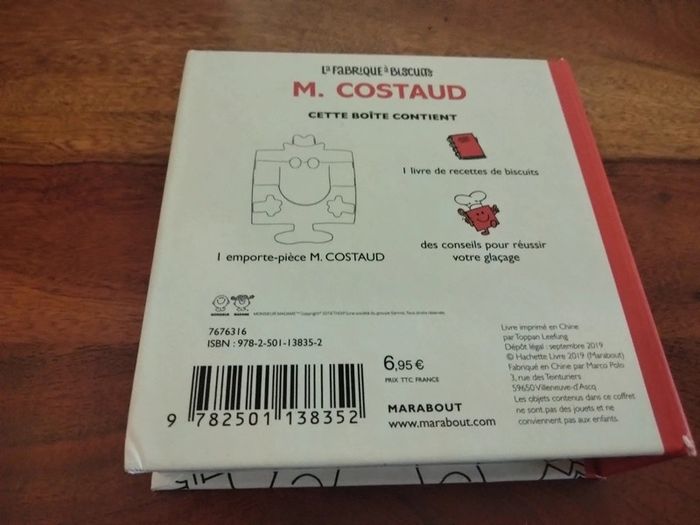 La FaBRiQUe à BiscUits
M. COSTAUD
CETTE BOÎTE CONTIENT
1 livre de recettes de biscuits
1 emporte-pièce M. COSTAUD
des conseils pour réussir
votre glaçage
MONSIEUR MADAME
7676316
ISBN : 978-2-501-13835-2
9 782501 138352
6,95 €
PRIX TTC FRANCE
MARABOUT
www.marabout.com
Livre imprimé en Chine
par Toppan Leefung
Dépôt légal : septembre 2019
© Hachette Livre 2019 (Marabout)
Fabriqué en Chine par Marco Polo
3, rue des Teinturiers
59650 Villeneuve-d'Ascq
Les objets contenus dans ce coffret
ne sont pas des jouets et ne
conviennent pas aux enfants.